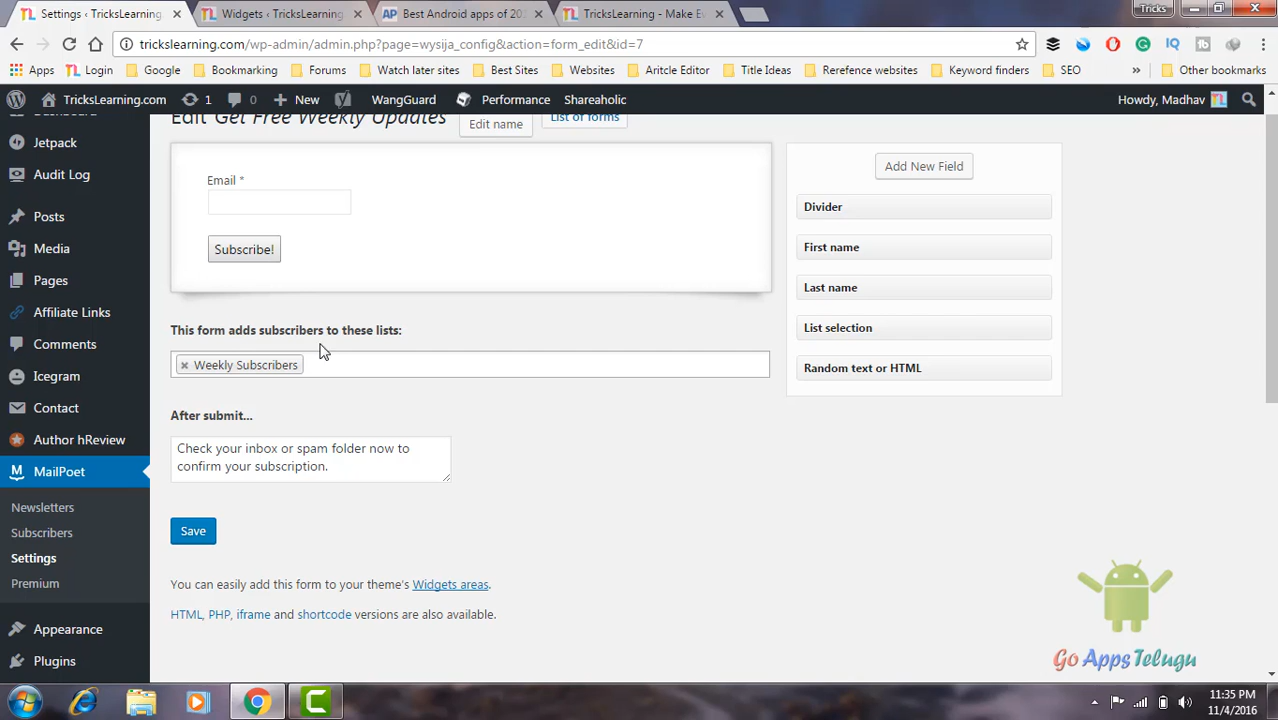 Settings ‹ TricksLearning.
Widgets ‹ TricksLearning
Best Android apps of 20
TricksLearning - Make Ev
Tricks
trickslearning.com/wp-admin/admin.php?page=wysija_config&action=form_edit&id=7
Apps
Login
Google
Bookmarking
Forums
Watch later sites
Best Sites
Websites
Aritcle Editor
Title Ideas
Rerefence websites
Keyword finders
SEO
Other bookmarks
TricksLearning.com
1
0
New
WangGuard
Performance
Shareaholic
Howdy, Madhav
Jetpack
Audit Log
Posts
Media
Pages
Affiliate Links
Comments
Icegram
Contact
Author hReview
MailPoet
Newsletters
Subscribers
Settings
Premium
Appearance
Plugins
Edit Get Free Weekly Updates
Edit name
List of forms
Email *
Subscribe!
This form adds subscribers to these lists:
Weekly Subscribers
After submit...
Check your inbox or spam folder now to
confirm your subscription.
Save
You can easily add this form to your theme's Widgets areas.
HTML, PHP, iframe and shortcode versions are also available.
Add New Field
Divider
First name
Last name
List selection
Random text or HTML
Go AppsTelugu
11:35 PM
11/4/2016